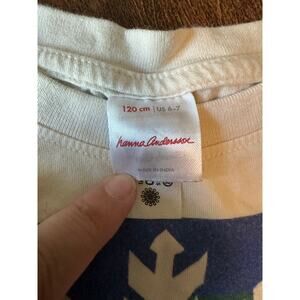 120 cm | US 6-7
hanna andersson
MADE IN INDIA